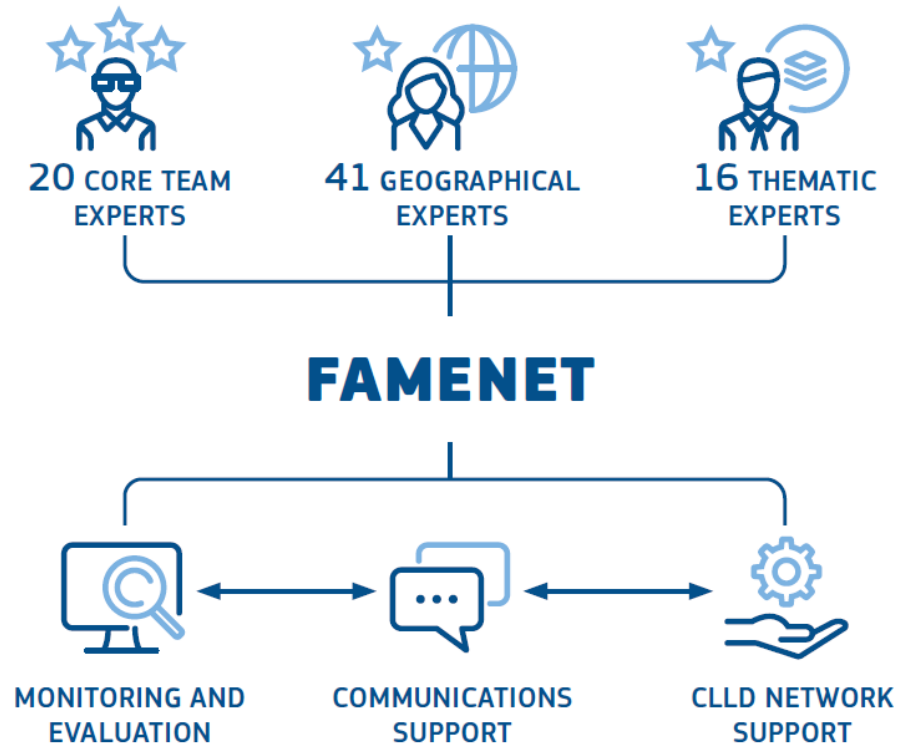 20 CORE TEAM
EXPERTS
41 GEOGRAPHICAL
EXPERTS
16 THEMATIC
EXPERTS
FAMENET
MONITORING AND
EVALUATION
COMMUNICATIONS
SUPPORT
CLLD NETWORK
SUPPORT